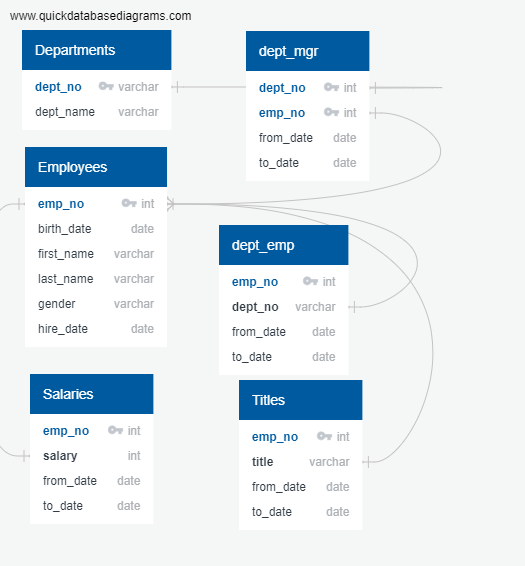 www.quickdatabasediagrams.com
Departments
dept_no varchar
dept_name varchar
dept_mgr
dept_no int
emp_no int
from_date date
to_date date
Employees
emp_no int
birth_date date
first_name varchar
last_name varchar
gender varchar
hire_date date
dept_emp
emp_no int
dept_no varchar
from_date date
to_date date
Salaries
emp_no int
salary int
from_date date
to_date date
Titles
emp_no int
title varchar
from_date date
to_date date